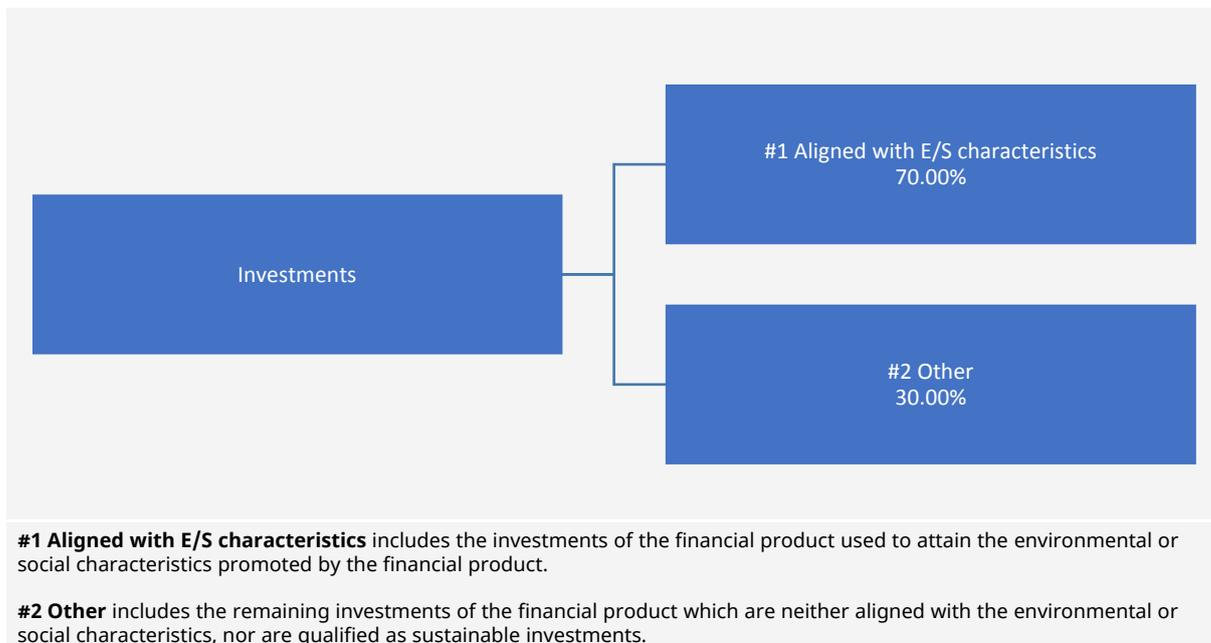 #1 Aligned with E/S characteristics
70.00%
Investments
#2 Other
30.00%
#1 Aligned with E/S characteristics includes the investments of the financial product used to attain the environmental or
social characteristics promoted by the financial product.
#2 Other includes the remaining investments of the financial product which are neither aligned with the environmental or
social characteristics, nor are qualified as sustainable investments.